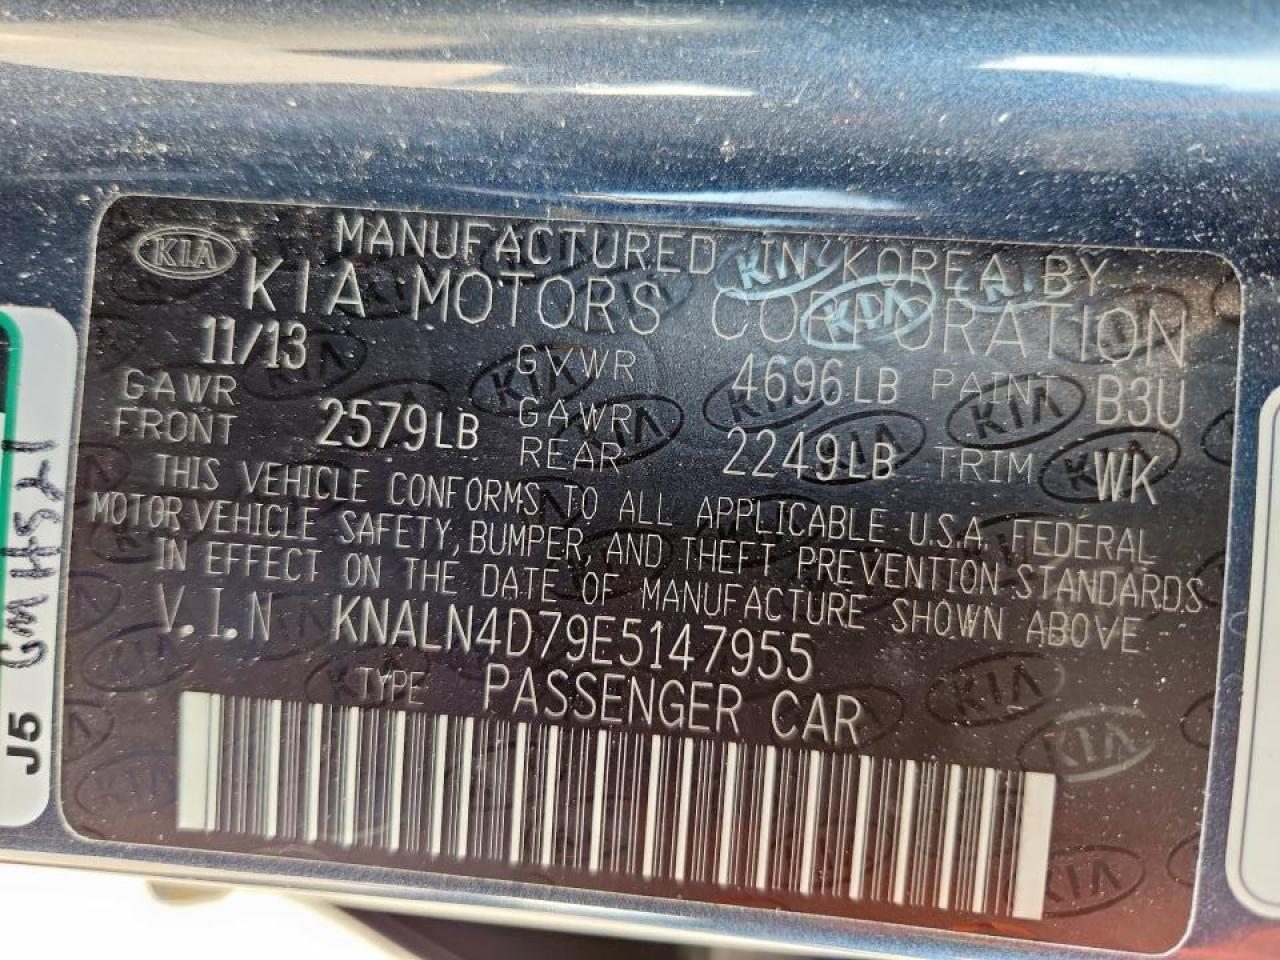 KIA
MANUFACTURED IN KOREA BY
KIA MOTORS CORPORATION
11/13 GVWR 4696LB PAINT B3U
GAWR FRONT 2579LB GAWR REAR 2249LB TRIM WK
THIS VEHICLE CONFORMS TO ALL APPLICABLE U.S.A. FEDERAL
MOTOR VEHICLE SAFETY, BUMPER, AND THEFT PREVENTION STANDARDS
IN EFFECT ON THE DATE OF MANUFACTURE SHOWN ABOVE
V.I.N KNALN4D79E5147955
TYPE PASSENGER CAR
J5 GMHS21